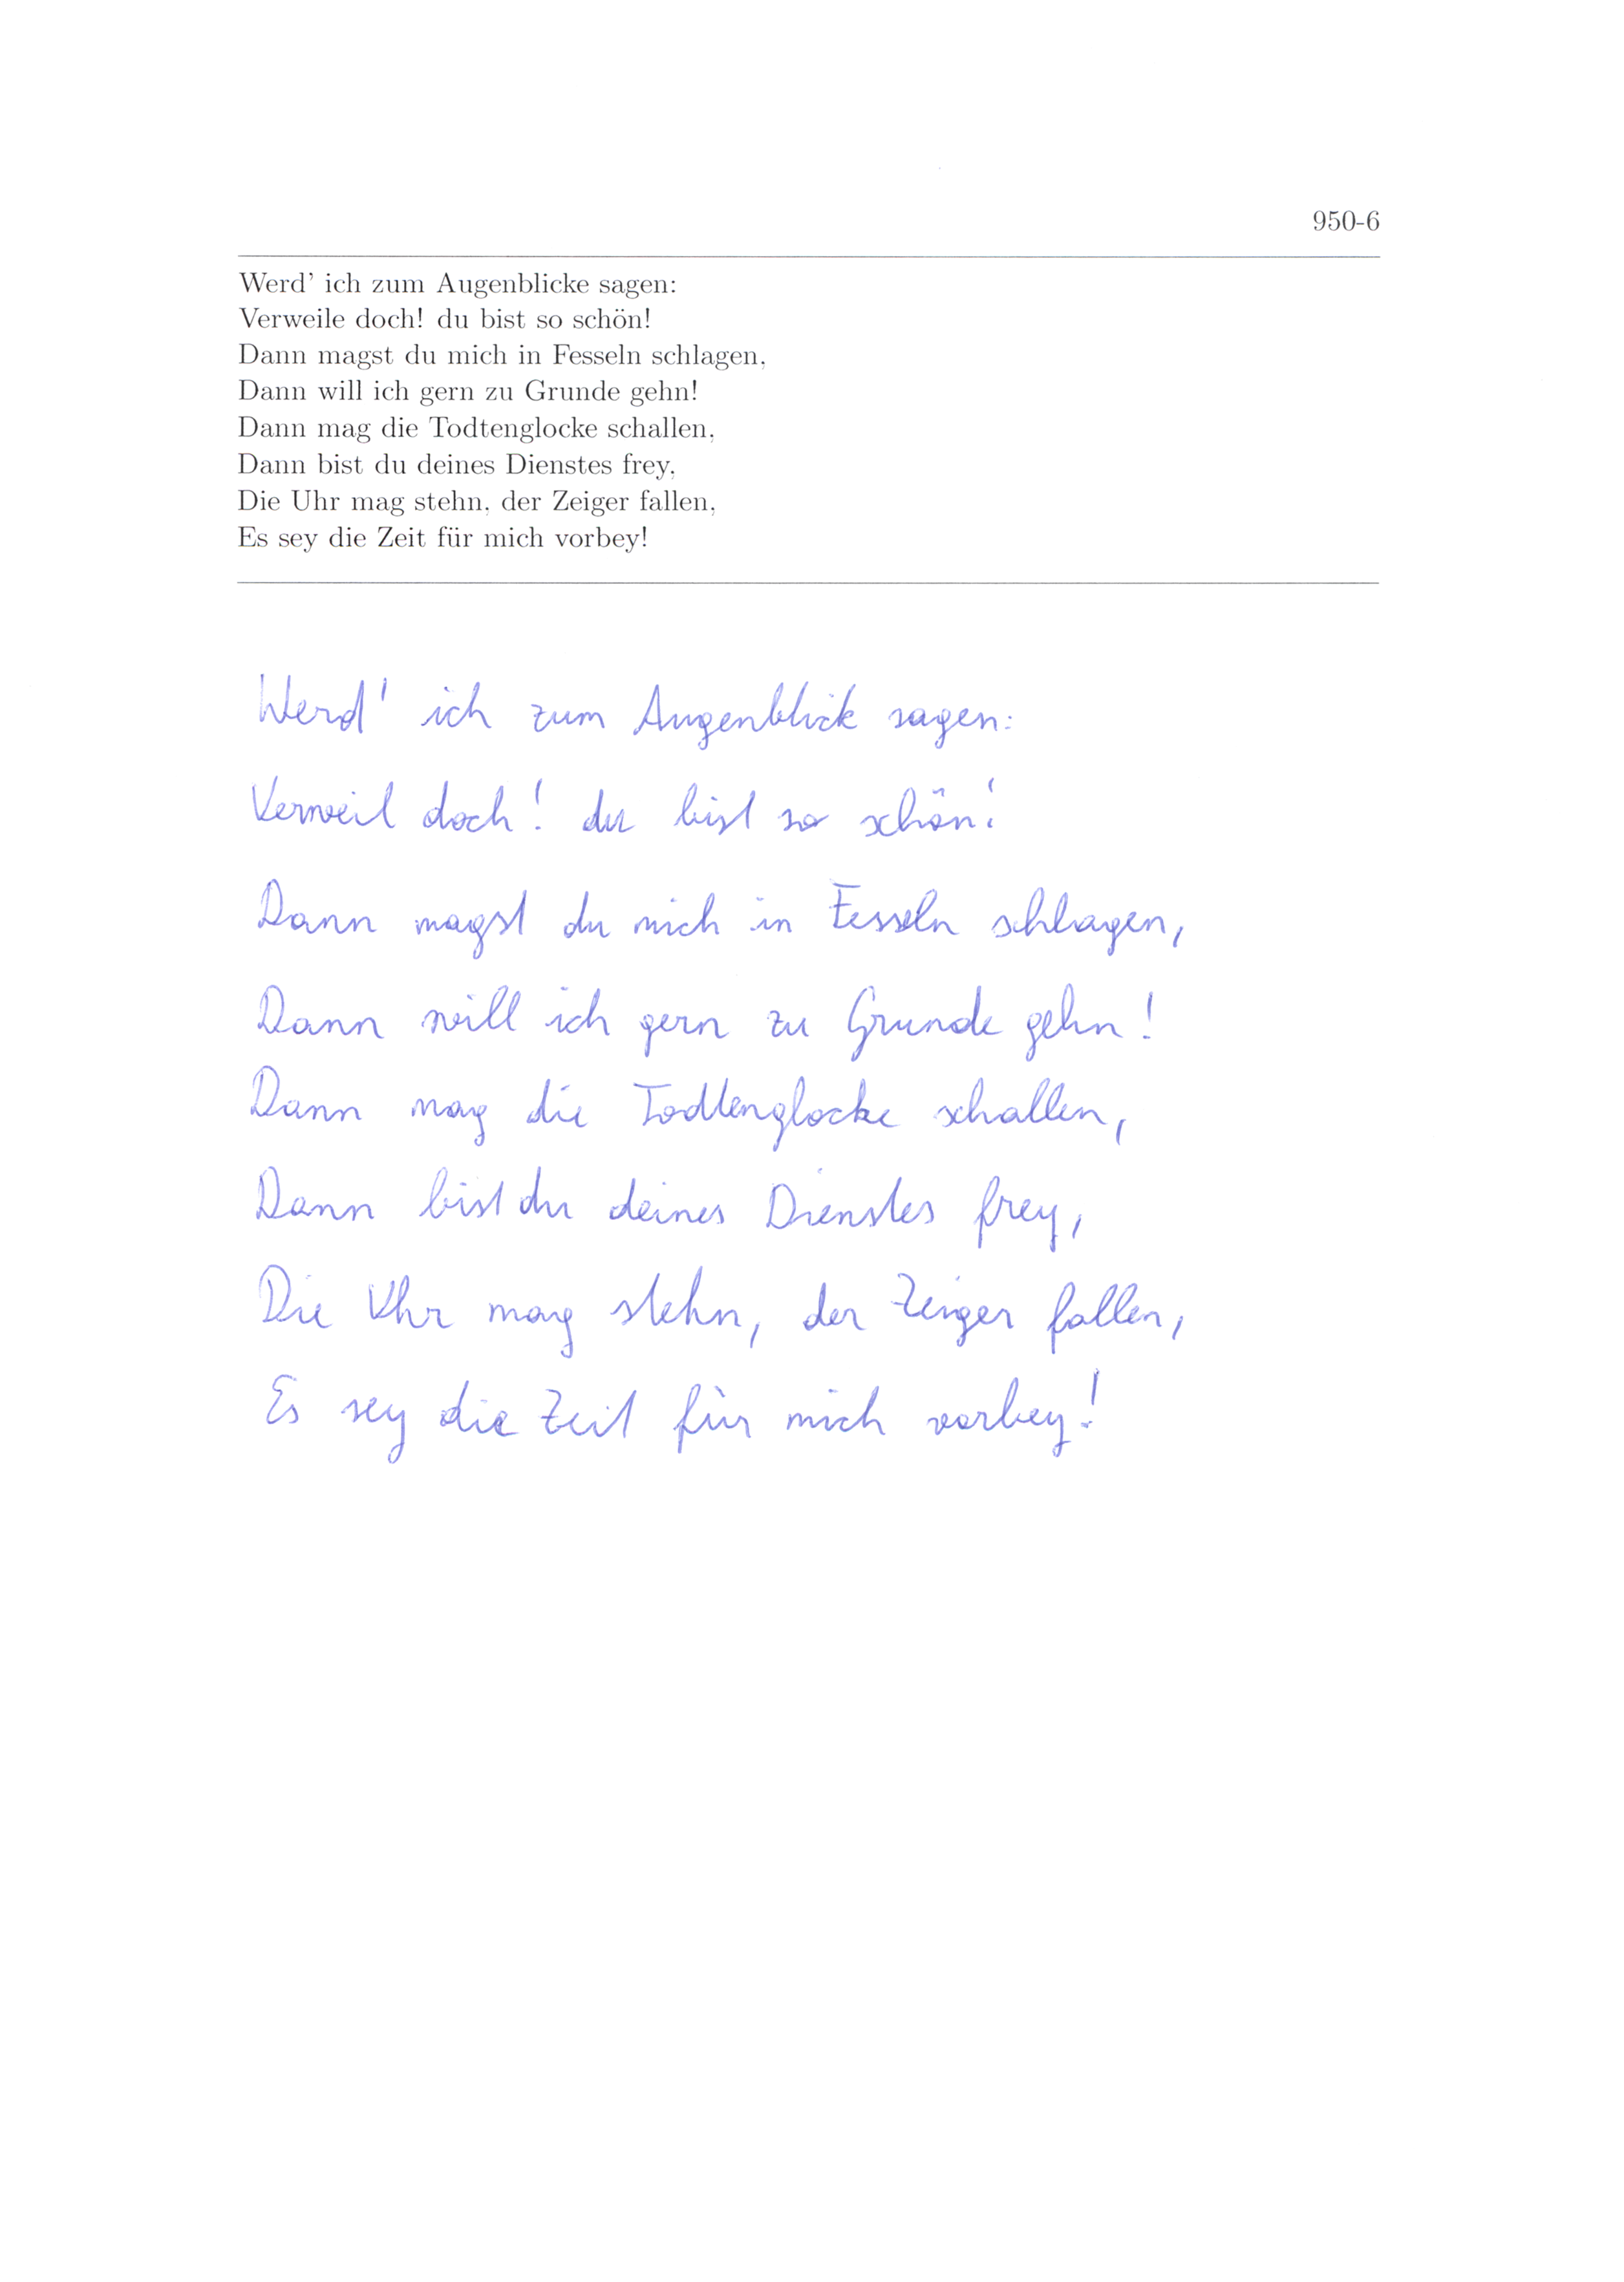 950-6
Werd' ich zum Augenblicke sagen:
Verweile doch! du bist so schön!
Dann magst du mich in Fesseln schlagen,
Dann will ich gern zu Grunde gehn!
Dann mag die Todtenglocke schallen,
Dann bist du deines Dienstes frey,
Die Uhr mag stehn, der Zeiger fallen,
Es sey die Zeit für mich vorbey!
Werd' ich zum Augenblick sagen:
Verweil doch! du bist so schön!
Dann magst du mich in Fesseln schlagen,
Dann will ich gern zu Grunde gehn!
Dann mag die Todtenglocke schallen,
Dann bist du deines Dienstes frey,
Die Uhr mag stehn, der Zeiger fallen,
Es sey die Zeit für mich vorbey!